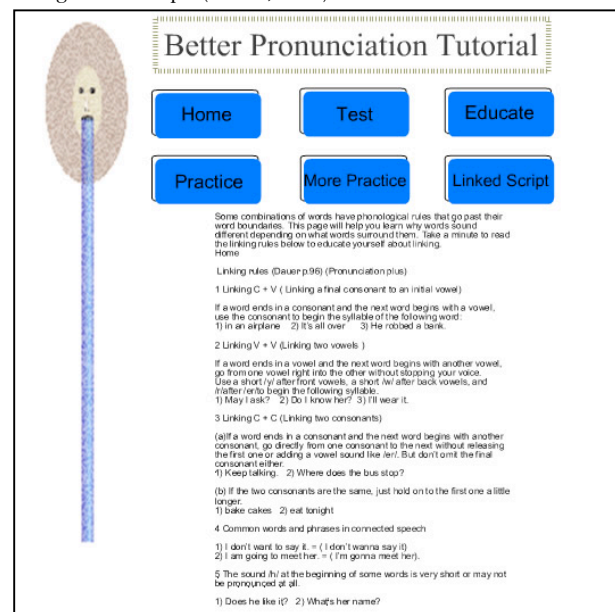 Better Pronunciation Tutorial
Home
Test
Educate
Practice
More Practice
Linked Script
Some combinations of words have phonological rules that go past their
word boundaries. This page will help you learn why words sound
different depending on what words surround them. Take a minute to read
the linking rules below to educate yourself about linking.
Home
Linking rules (Dauer p.96) (Pronunciation plus)
1 Linking C + V ( Linking a final consonant to an initial vowel)
If a word ends in a consonant and the next word begins with a vowel,
use the consonant to begin the syllable of the following word:
1) in an airplane 2) It's all over 3) He robbed a bank.
2 Linking V + V (Linking two vowels )
If a word ends in a vowel and the next word begins with another vowel,
go from one vowel right into the other without stopping your voice.
Use a short /y/ after front vowels, a short /w/ after back vowels, and
/r/after /er/to begin the following syllable.
1) May I ask? 2) Do I know her? 3) I'll wear it.
3 Linking C + C (Linking two consonants)
(a)If a word ends in a consonant and the next word begins with another
consonant, go directly from one consonant to the next without releasing
the first one or adding a vowel sound like /er/. But don't omit the final
consonant either.
1) Keep talking. 2) Where does the bus stop?
(b) If the two consonants are the same, just hold on to the first one a little
longer.
1) bake cakes 2) eat tonight
4 Common words and phrases in connected speech
1) I don't want to say it. = ( I don't wanna say it)
2) I am going to meet her. = ( I'm gonna meet her).
5 The sound /h/ at the beginning of some words is very short or may not
be pronounced at all.
1) Does he like it? 2) What's her name?